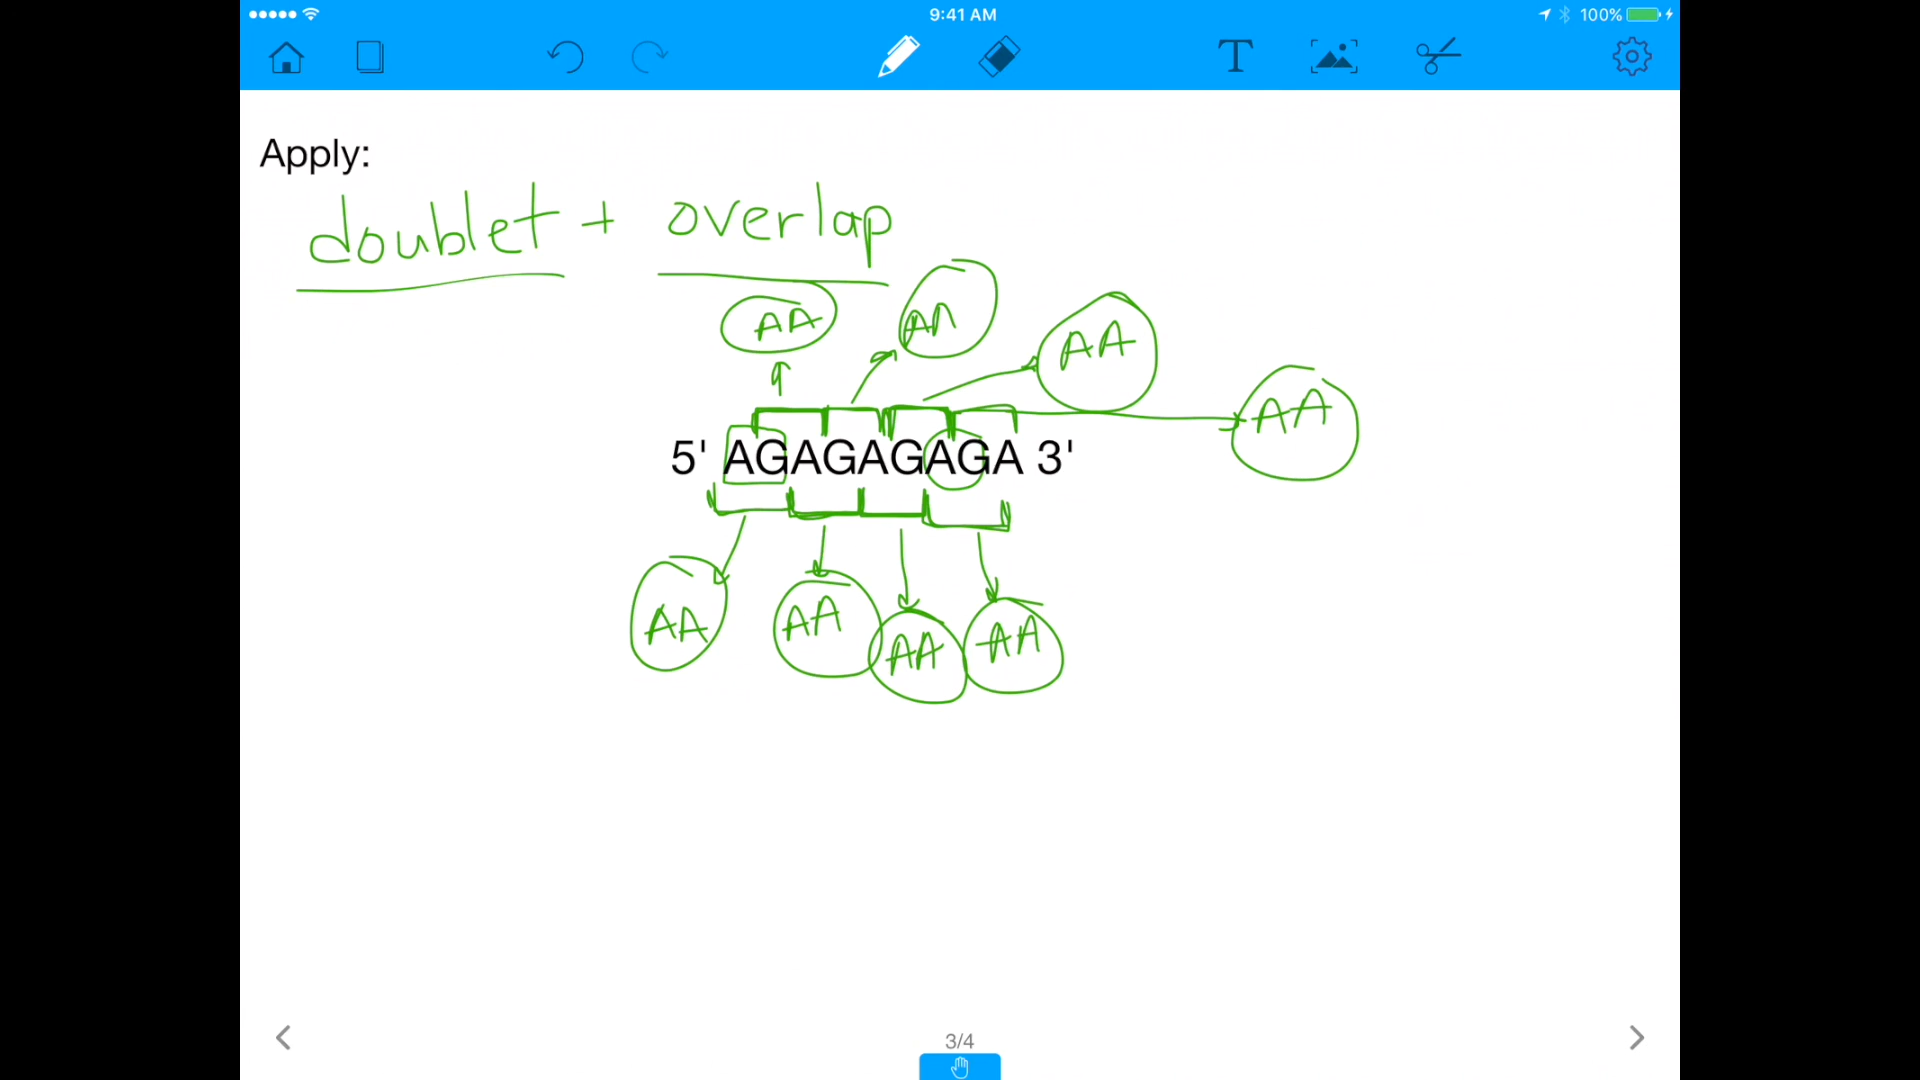 9:41 AM
100%
T
Apply:
doublet + overlap
AA
AA
AA
AA
5' AGAGAGAGA 3'
AA
AA
AA
AA
3/4